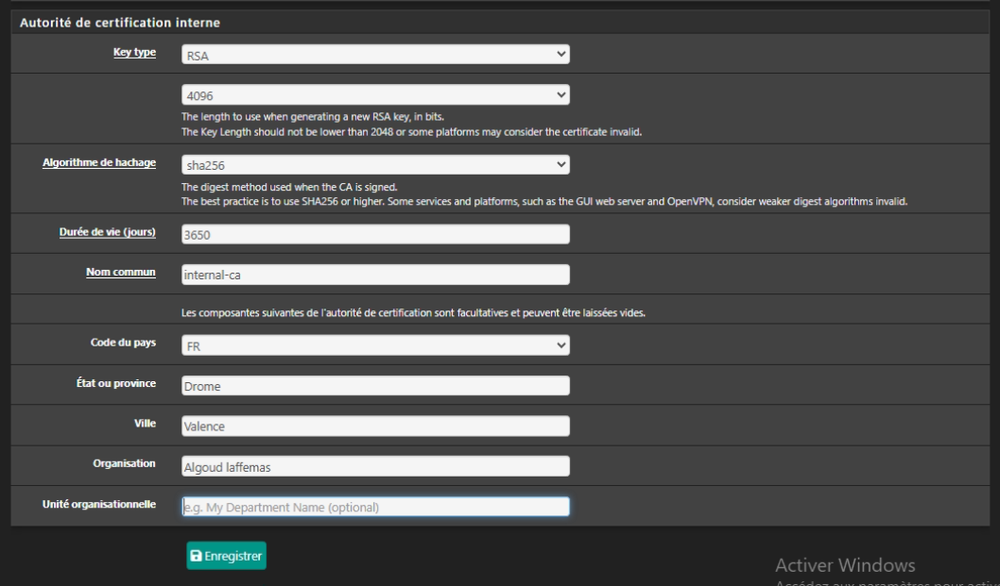 Autorité de certification interne
Key type
RSA
4096
The length to use when generating a new RSA key, in bits.
The Key Length should not be lower than 2048 or some platforms may consider the certificate invalid.
Algorithme de hachage
sha256
The digest method used when the CA is signed.
The best practice is to use SHA256 or higher. Some services and platforms, such as the GUI web server and OpenVPN, consider weaker digest algorithms invalid.
Durée de vie (jours)
3650
Nom commun
internal-ca
Les composantes suivantes de l'autorité de certification sont facultatives et peuvent être laissées vides.
Code du pays
FR
État ou province
Drome
Ville
Valence
Organisation
Algoud laffemas
Unité organisationnelle
e.g. My Department Name (optional)
Enregistrer
Activer Windows
Accédez aux paramètres pour activ